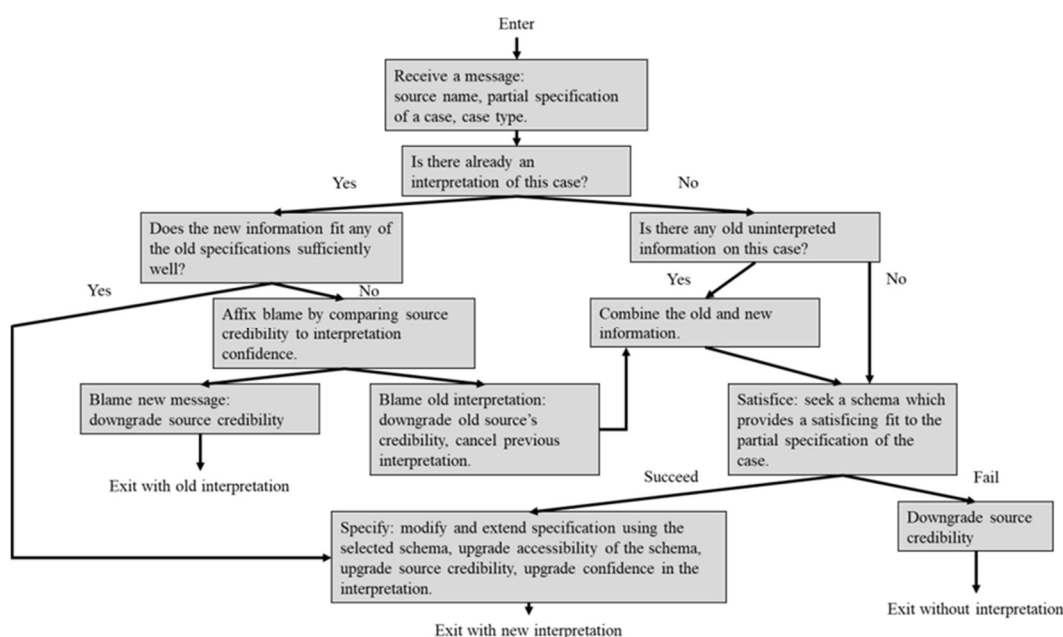 Enter
Receive a message:
source name, partial specification
of a case, case type.
Is there already an
interpretation of this case?
Yes
No
Does the new information fit any of
the old specifications sufficiently
well?
Is there any old uninterpreted
information on this case?
Yes
No
Yes
No
Affix blame by comparing source
credibility to interpretation
confidence.
Combine the old and new
information.
Blame new message:
downgrade source credibility
Blame old interpretation:
downgrade old source's
credibility, cancel previous
interpretation.
Satisfice: seek a schema which
provides a satisficing fit to the
partial specification of the
case.
Exit with old interpretation
Succeed
Fail
Specify: modify and extend specification using the
selected schema, upgrade accessibility of the schema,
upgrade source credibility, upgrade confidence in the
interpretation.
Downgrade source
credibility
Exit with new interpretation
Exit without interpretation